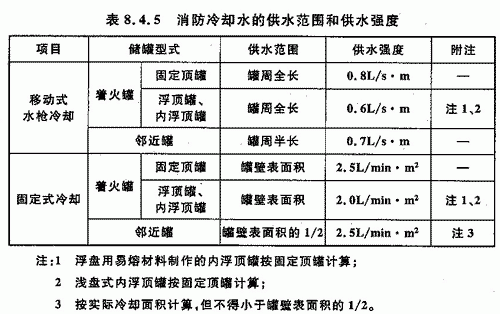 表 8.4.5 消防冷却水的供水范围和供水强度
项目 储罐型式 供水范围 供水强度 附注
移动式水枪冷却 着火罐 固定顶罐 罐周全长 0.8L/s·m —
浮顶罐、内浮顶罐 罐周全长 0.6L/s·m 注1、2
邻近罐 罐周半长 0.7L/s·m —
固定式冷却 着火罐 固定顶罐 罐壁表面积 2.5L/min·m² —
浮顶罐、内浮顶罐 罐壁表面积 2.0L/min·m² 注1、2
邻近罐 罐壁表面积的1/2 2.5L/min·m² 注3
注:1 浮盘用易熔材料制作的内浮顶罐按固定顶罐计算;
2 浅盘式内浮顶罐按固定顶罐计算;
3 按实际冷却面积计算,但不得小于罐壁表面积的1/2。